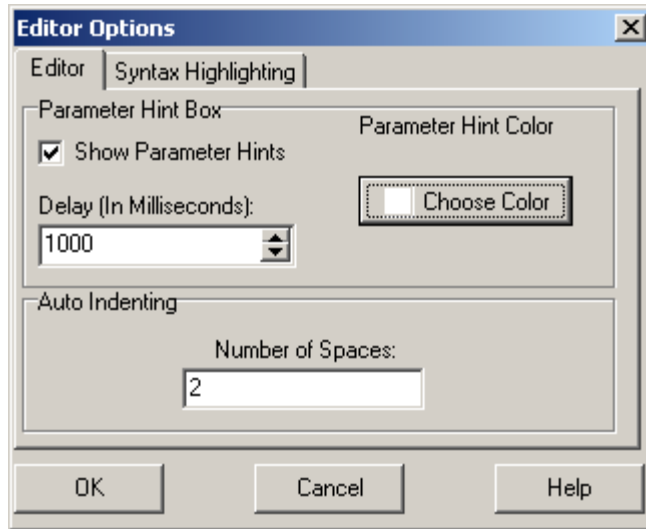 Editor Options
Editor
Syntax Highlighting
Parameter Hint Box
Parameter Hint Color
Show Parameter Hints
Choose Color
Delay (In Milliseconds):
1000
Auto Indenting
Number of Spaces:
2
OK
Cancel
Help